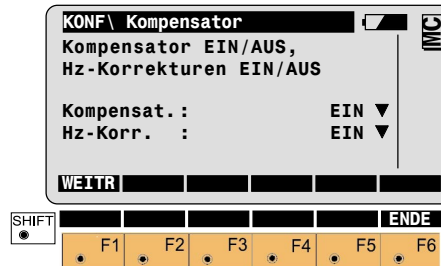 KONF\ Kompensator
MC
Kompensator EIN/AUS,
Hz-Korrekturen EIN/AUS
Kompensat.: EIN ▼
Hz-Korr. : EIN ▼
WEITR
SHIFT ENDE
F1 F2 F3 F4 F5 F6